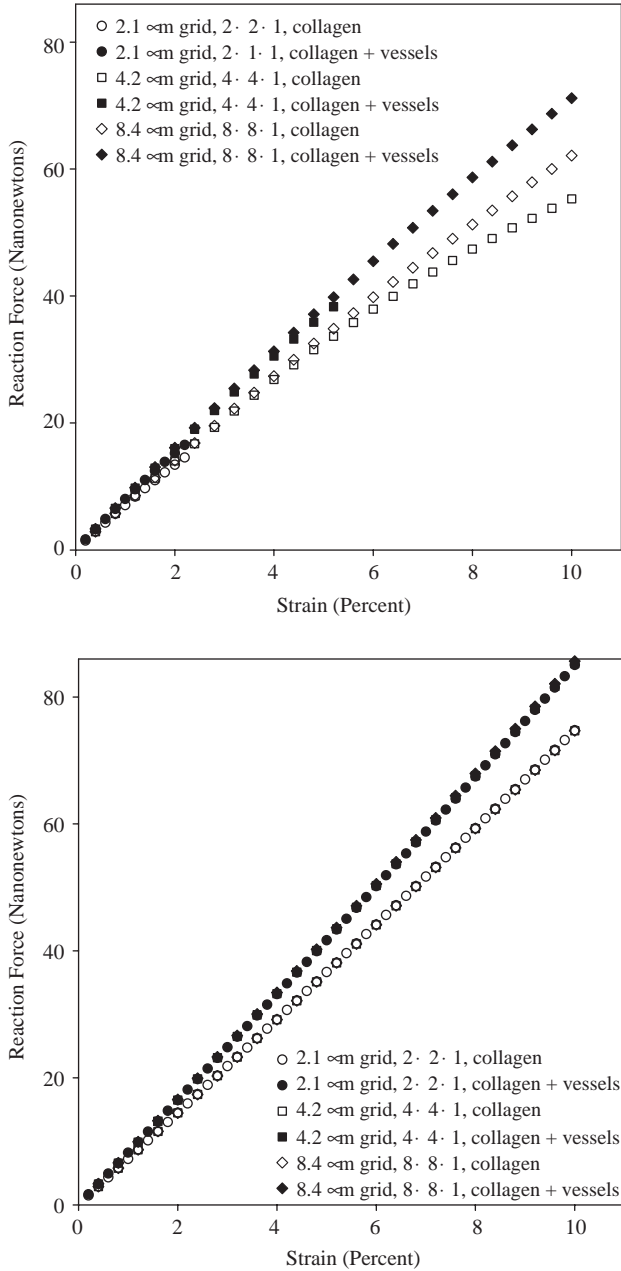 80
60
40
20
0
Reaction Force (Nanonewtons)
2.1 ∝m grid, 2· 2· 1, collagen
2.1 ∝m grid, 2· 1· 1, collagen + vessels
4.2 ∝m grid, 4· 4· 1, collagen
4.2 ∝m grid, 4· 4· 1, collagen + vessels
8.4 ∝m grid, 8· 8· 1, collagen
8.4 ∝m grid, 8· 8· 1, collagen + vessels
0 2 4 6 8 10
Strain (Percent)
80
60
40
20
0
Reaction Force (Nanonewtons)
2.1 ∝m grid, 2· 2· 1, collagen
2.1 ∝m grid, 2· 2· 1, collagen + vessels
4.2 ∝m grid, 4· 4· 1, collagen
4.2 ∝m grid, 4· 4· 1, collagen + vessels
8.4 ∝m grid, 8· 8· 1, collagen
8.4 ∝m grid, 8· 8· 1, collagen + vessels
0 2 4 6 8 10
Strain (Percent)